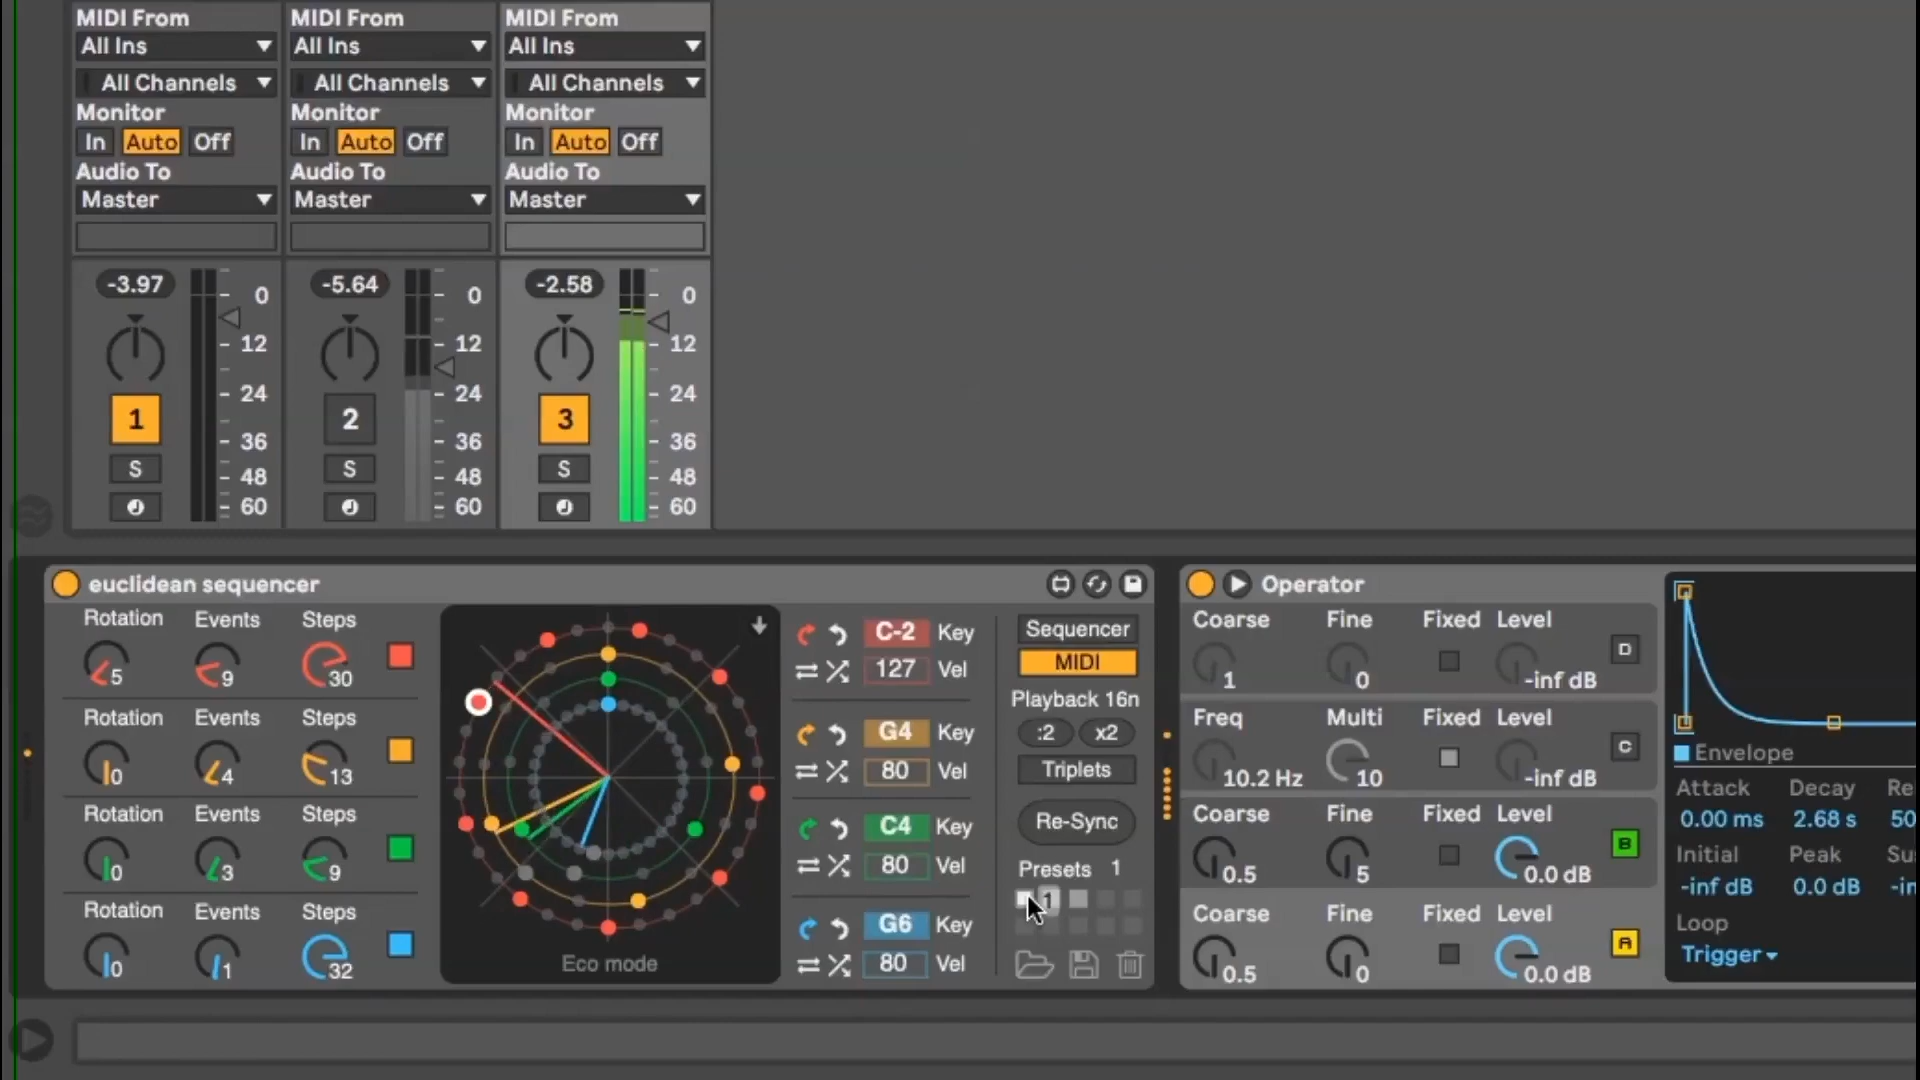 MIDI From MIDI From MIDI From
All Ins All Ins All Ins
All Channels All Channels All Channels
Monitor Monitor Monitor
In Auto Off In Auto Off In Auto Off
Audio To Audio To Audio To
Master Master Master
-3.97 -5.64 -2.58
0 0 0
12 12 12
24 24 24
1 2 3
36 36 36
S S S
48 48 48
60 60 60
euclidean sequencer
Rotation Events Steps
5 9 30
Rotation Events Steps
0 4 13
Rotation Events Steps
0 3 9
Rotation Events Steps
0 1 32
Eco mode
C-2 Key
127 Vel
G4 Key
80 Vel
C4 Key
80 Vel
G6 Key
80 Vel
Sequencer
MIDI
Playback 16n
:2 x2
Triplets
Re-Sync
Presets 1
1
Operator
Coarse Fine Fixed Level
1 0 -inf dB D
Freq Multi Fixed Level
10.2 Hz 10 -inf dB C
Coarse Fine Fixed Level
0.5 5 0.0 dB B
Coarse Fine Fixed Level
0.5 0 0.0 dB A
Envelope
Attack Decay Re
0.00 ms 2.68 s 50
Initial Peak Su
-inf dB 0.0 dB -in
Loop
Trigger